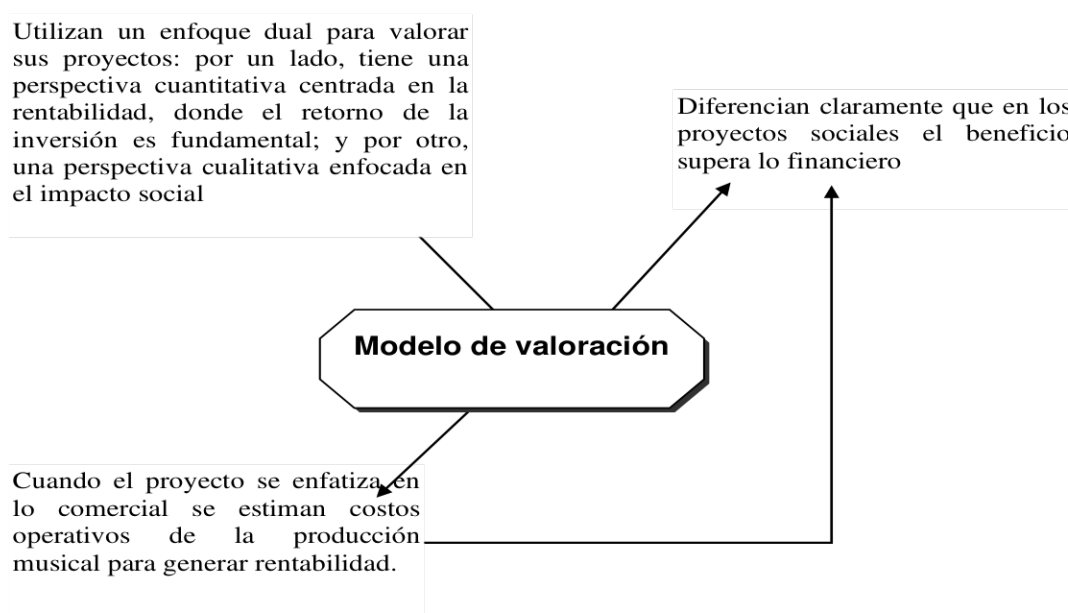 Utilizan un enfoque dual para valorar
sus proyectos: por un lado, tiene una
perspectiva cuantitativa centrada en la
rentabilidad, donde el retorno de la
inversión es fundamental; y por otro,
una perspectiva cualitativa enfocada en
el impacto social
Diferencian claramente que en los
proyectos sociales el beneficio
supera lo financiero
Modelo de valoración
Cuando el proyecto se enfatiza en
lo comercial se estiman costos
operativos de la producción
musical para generar rentabilidad.